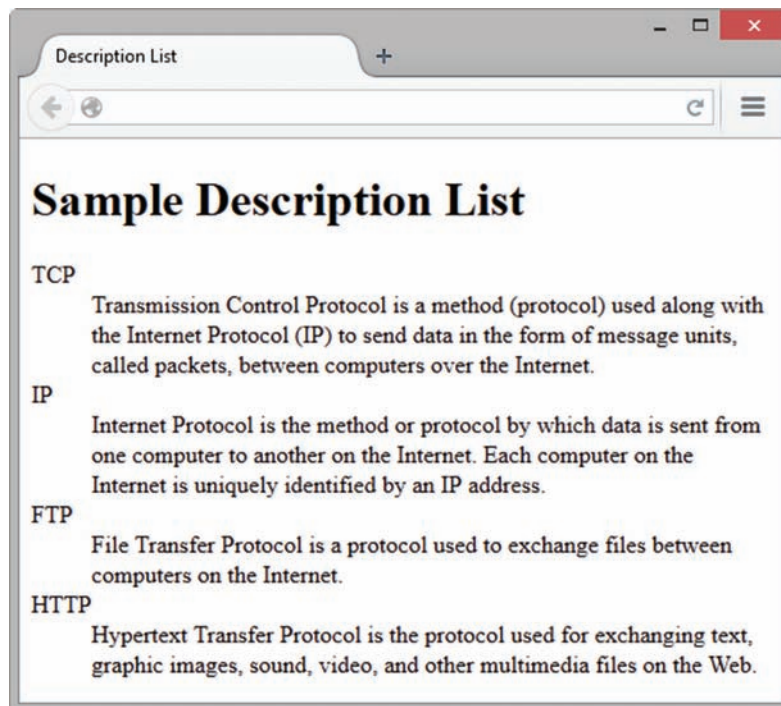 Description List
Sample Description List
TCP
Transmission Control Protocol is a method (protocol) used along with
the Internet Protocol (IP) to send data in the form of message units,
called packets, between computers over the Internet.
IP
Internet Protocol is the method or protocol by which data is sent from
one computer to another on the Internet. Each computer on the
Internet is uniquely identified by an IP address.
FTP
File Transfer Protocol is a protocol used to exchange files between
computers on the Internet.
HTTP
Hypertext Transfer Protocol is the protocol used for exchanging text,
graphic images, sound, video, and other multimedia files on the Web.